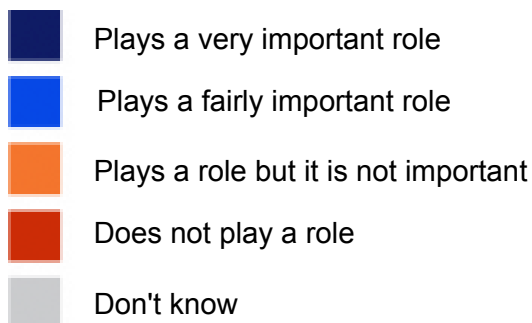 Plays a very important role
Plays a fairly important role
Plays a role but it is not important
Does not play a role
Don't know